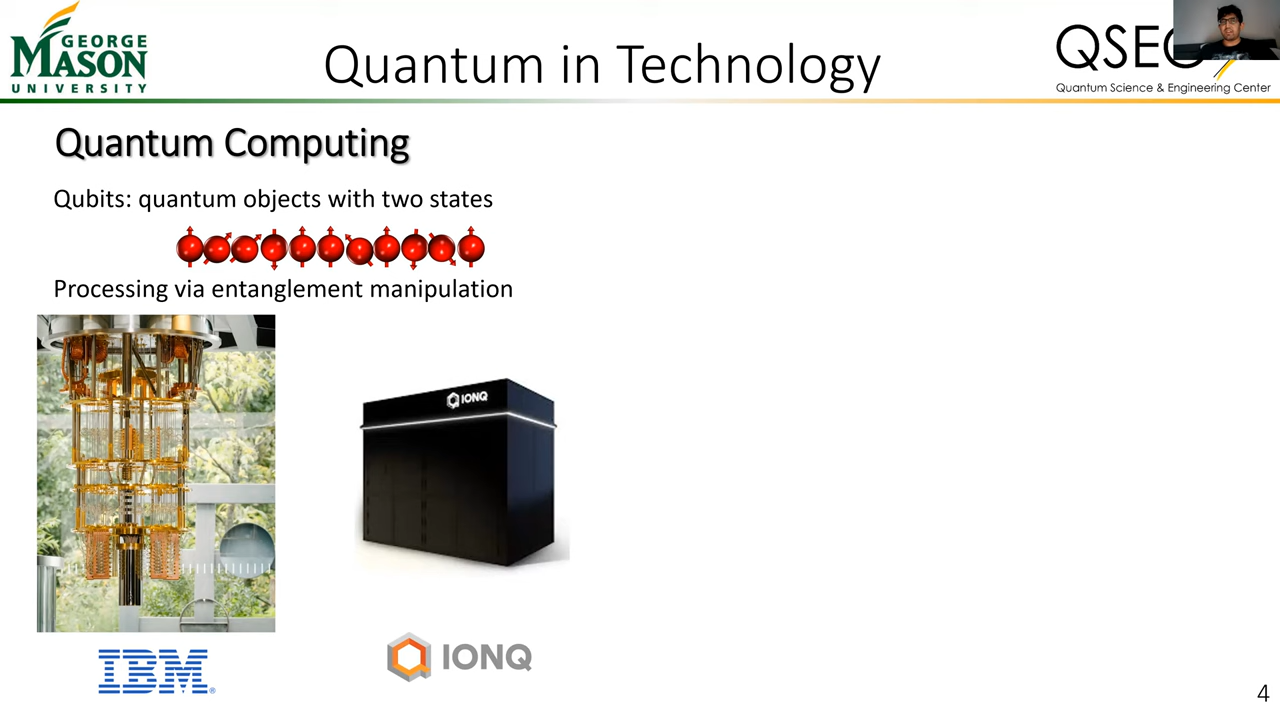 GEORGE
MASON
UNIVERSITY
Quantum in Technology
Quantum Science & Engineering Center
Quantum Computing
Qubits: quantum objects with two states
Processing via entanglement manipulation
IONQ
IBM®
IONQ
4